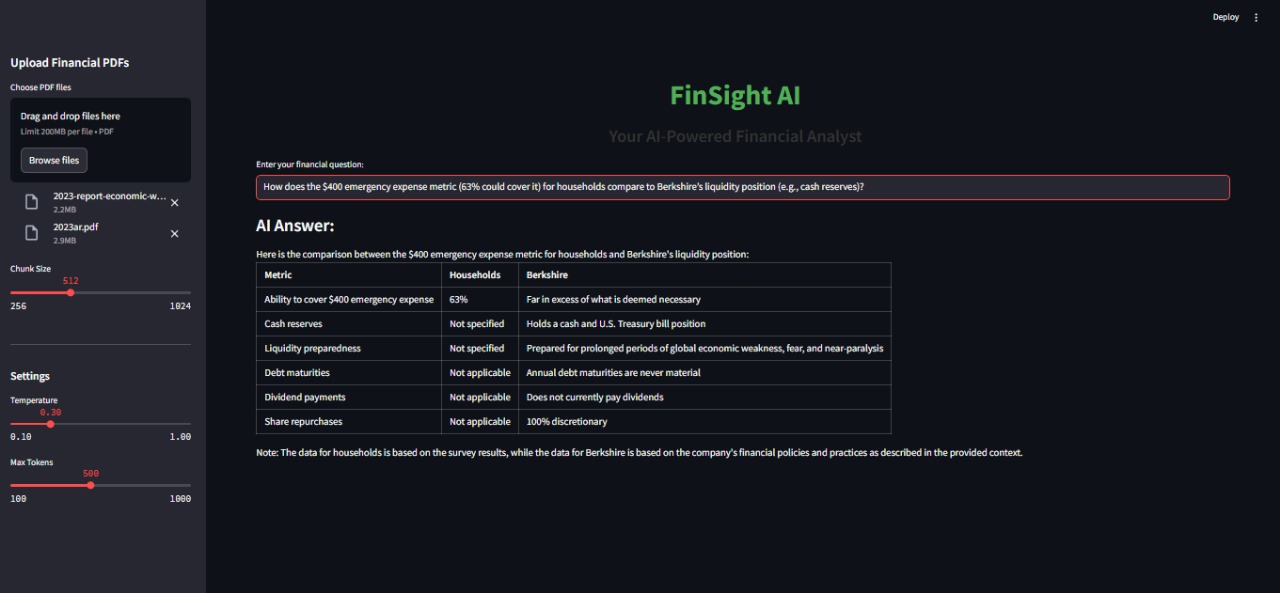 Deploy
Upload Financial PDFs
Choose PDF files
Drag and drop files here
Limit 200MB per file • PDF
Browse files
2023-report-economic-w...
2.2MB
2023ar.pdf
2.9MB
Chunk Size
512
256 1024
Settings
Temperature
0.30
0.10 1.00
Max Tokens
500
100 1000
FinSight AI
Your AI-Powered Financial Analyst
Enter your financial question:
How does the $400 emergency expense metric (63% could cover it) for households compare to Berkshire's liquidity position (e.g., cash reserves)?
AI Answer:
Here is the comparison between the $400 emergency expense metric for households and Berkshire's liquidity position:
Metric Households Berkshire
Ability to cover $400 emergency expense 63% Far in excess of what is deemed necessary
Cash reserves Not specified Holds a cash and U.S. Treasury bill position
Liquidity preparedness Not specified Prepared for prolonged periods of global economic weakness, fear, and near-paralysis
Debt maturities Not applicable Annual debt maturities are never material
Dividend payments Not applicable Does not currently pay dividends
Share repurchases Not applicable 100% discretionary
Note: The data for households is based on the survey results, while the data for Berkshire is based on the company's financial policies and practices as described in the provided context.